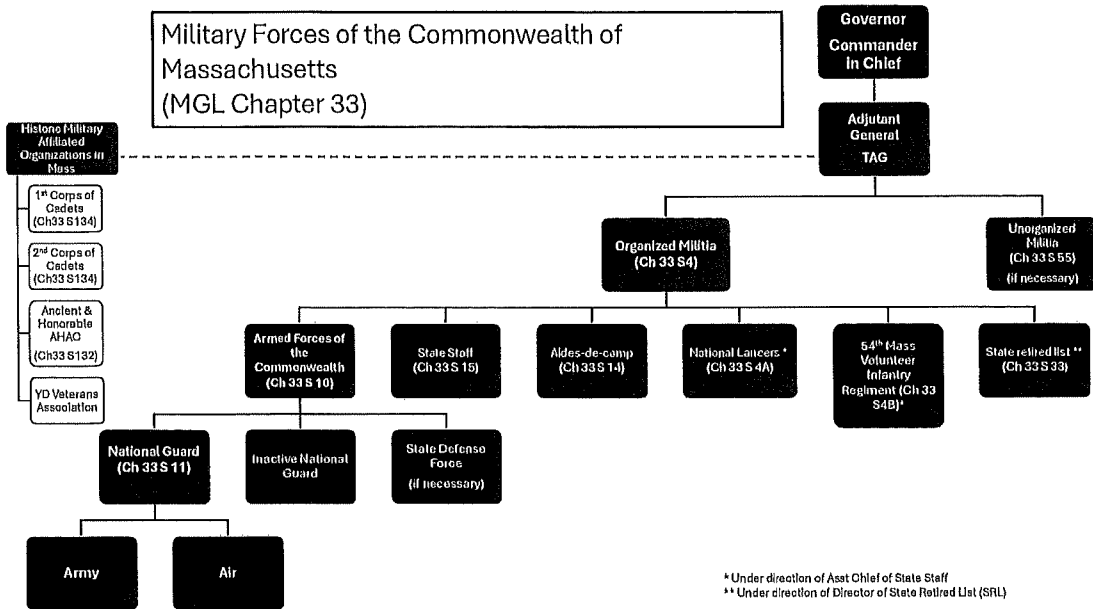 Military Forces of the Commonwealth of
Massachusetts
(MGL Chapter 33)
Governor
Commander
in Chief
Adjutant
General
TAG
Historic Military
Affiliated
Organizations in
Mass
1st Corps of
Cadets
(Ch33 S134)
2nd Corps of
Cadets
(Ch33 S134)
Ancient &
Honorable
AHAC
(Ch33 S132)
YD Veterans
Association
Organized Militia
(Ch 33 S4)
Unorganized
Militia
(Ch 33 S 55)
(if necessary)
Armed Forces of
the
Commonwealth
(Ch 33 S 10)
State Staff
(Ch 33 S 15)
Aides-de-camp
(Ch 33 S 14)
National Lancers *
(Ch 33 S 4A)
54th Mass
Volunteer
Infantry
Regiment (Ch 33
S4B)*
State retired list **
(Ch 33 S 33)
National Guard
(Ch 33 S 11)
Inactive National
Guard
State Defense
Force
(if necessary)
Army
Air
* Under direction of Asst Chief of State Staff
** Under direction of Director of State Retired List (SRL)